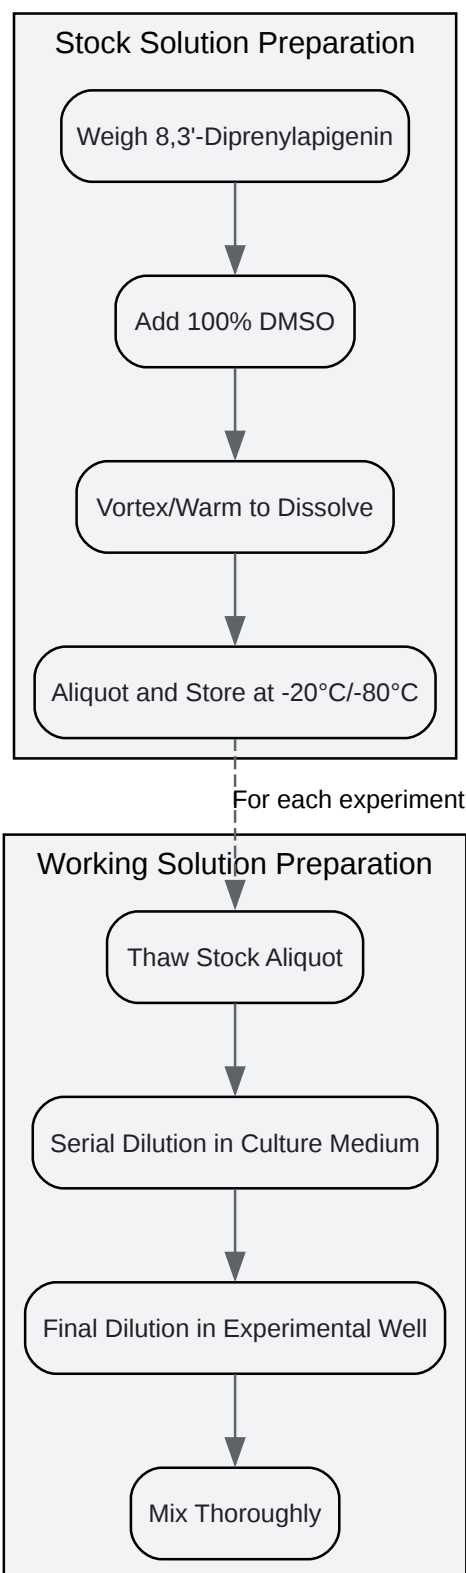 Stock Solution Preparation
Weigh 8,3'-Diprenylapigenin
Add 100% DMSO
Vortex/Warm to Dissolve
Aliquot and Store at -20°C/-80°C
For each experiment
Working Solution Preparation
Thaw Stock Aliquot
Serial Dilution in Culture Medium
Final Dilution in Experimental Well
Mix Thoroughly